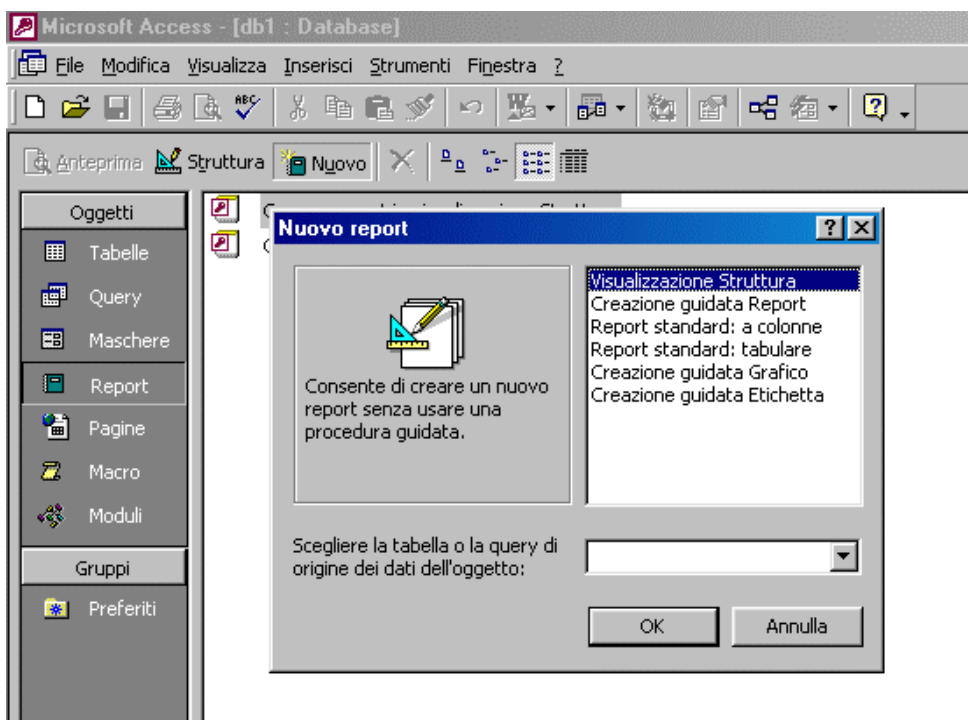 Microsoft Access - [db1 : Database]
File Modifica Visualizza Inserisci Strumenti Finestra ?
ABC
Anteprima Struttura Nuovo
Oggetti
Tabelle
Query
Maschere
Report
Pagine
Macro
Moduli
Gruppi
Preferiti
Nuovo report
Consente di creare un nuovo
report senza usare una
procedura guidata.
Visualizzazione Struttura
Creazione guidata Report
Report standard: a colonne
Report standard: tabulare
Creazione guidata Grafico
Creazione guidata Etichetta
Scegliere la tabella o la query di
origine dei dati dell'oggetto:
OK Annulla